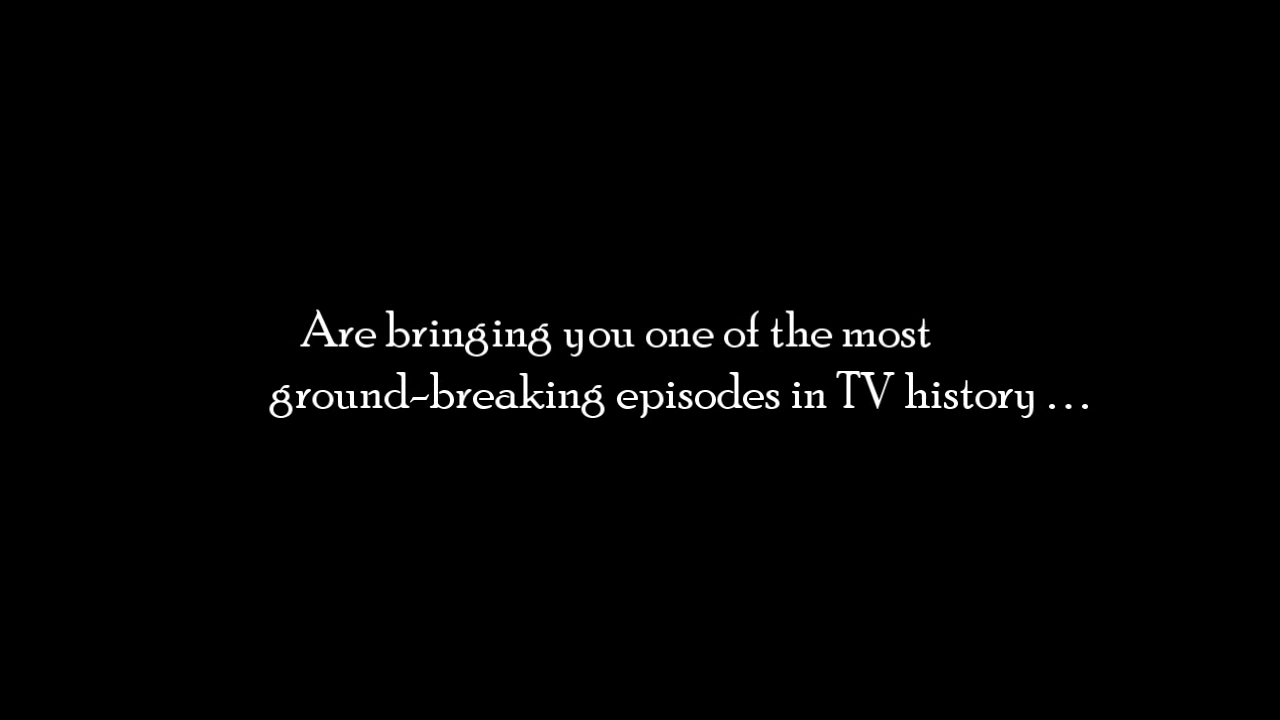 Are bringing you one of the most
ground-breaking episodes in TV history ...